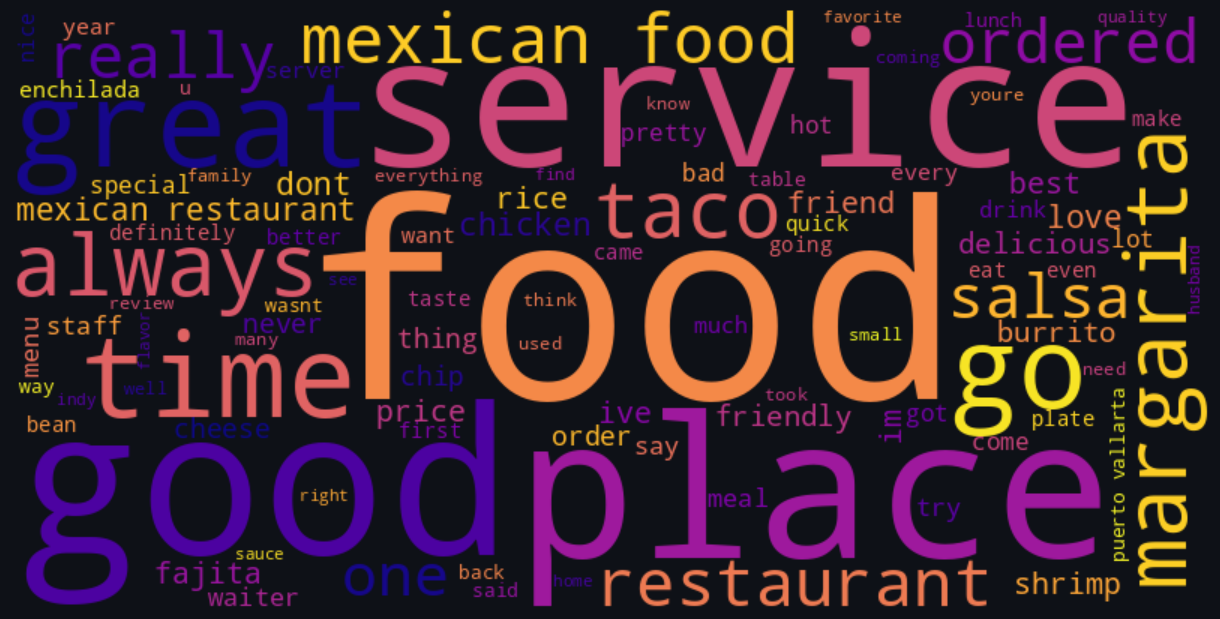 nice
year
really
mexican food
favorite
lunch
quality
coming
ordered
server
enchilada
u
great
service
know
pretty
hot
youre
make
special
family
dont
everything
find
bad
table
every
best
mexican restaurant
rice
chicken
taco
friend
quick
drink
love
definitely
better
want
came
going
delicious
lot
always
see
food
eat
even
margarita
husband
review
wasnt
taste
think
much
small
salsa
menu
staff
flavor
never
many
thing
used
burrito
time
go
need
way
indy
well
chip
price
first
ive
took
friendly
im
got
plate
bean
cheese
order
say
come
puerto vallarta
good
right
place
meal
try
sauce
fajita
waiter
one
back
said
home
restaurant
shrimp